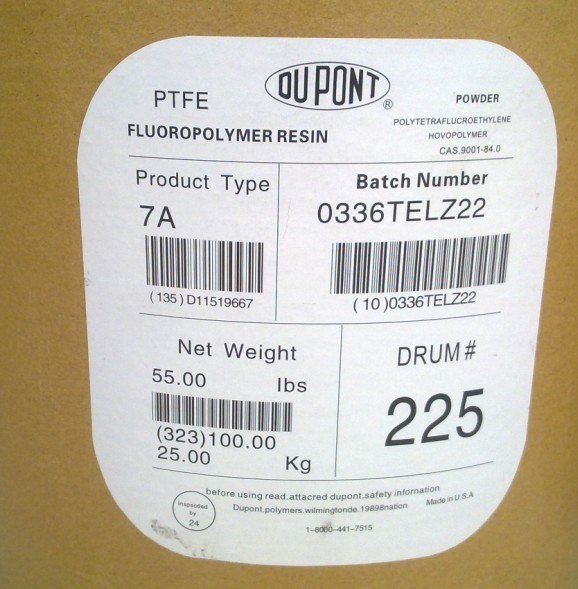 DU PONT
®
PTFE
FLUOROPOLYMER RESIN
POWDER
POLYTETRAFLUCROETHYLENE
HOVOPOLYMER
CAS.9001-84.0
Product Type
7A
(135)D11519667
Batch Number
0336TELZ22
(10)0336TELZ22
Net Weight
55.00 lbs
(323)100.00
25.00 Kg
DRUM#
225
Inspsoded
by
24
before using read.attacred dupont.safety infornation
Dupont.polymers.wilmingtonde.19898nation
Made in U.S.A
1-8000-441-7515